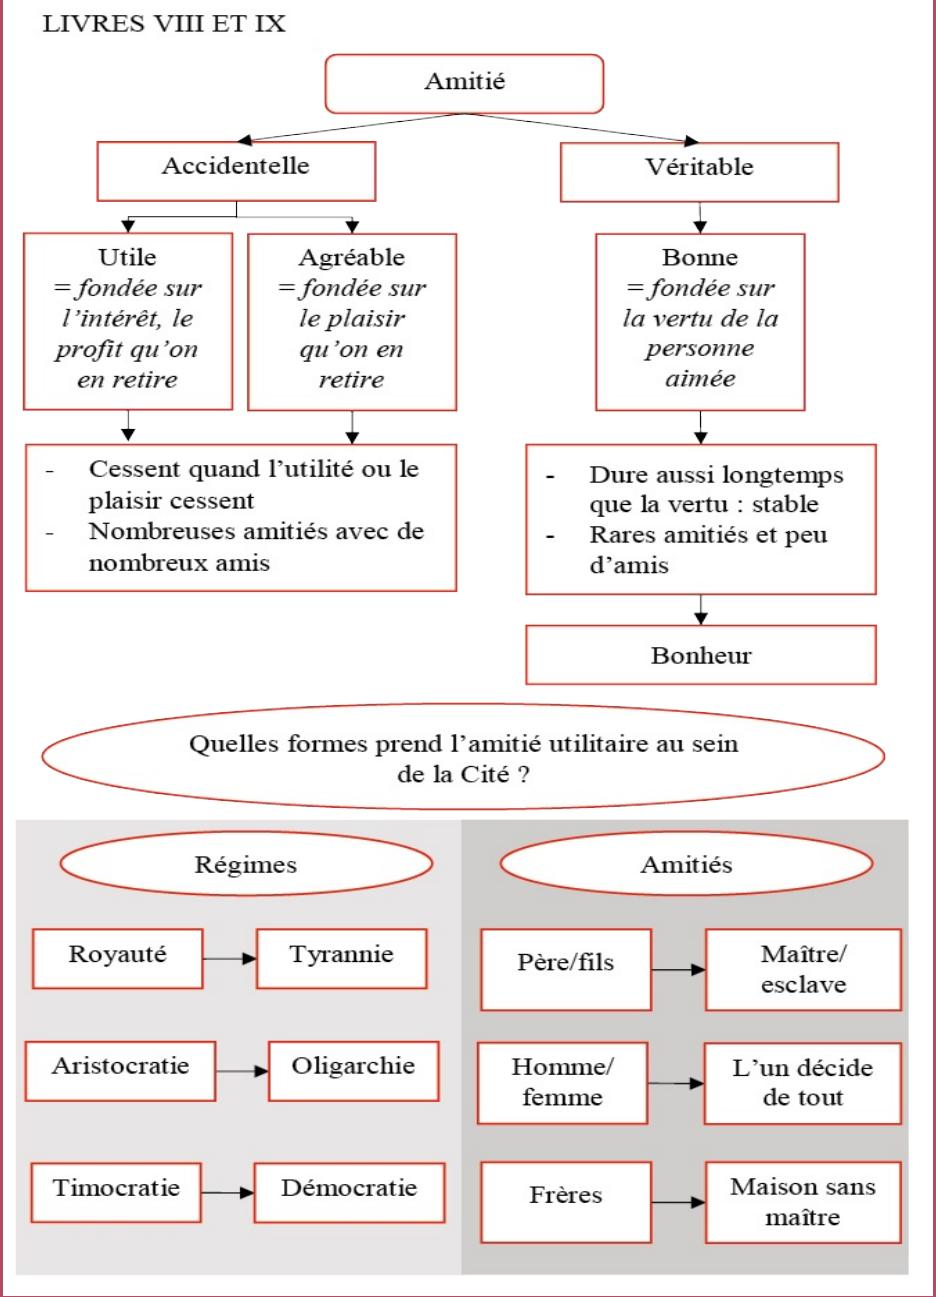 LIVRES VIII ET IX
Amitié
Accidentelle
Véritable
Utile
= fondée sur
l’intérêt, le
profit qu’on
en retire
Agréable
= fondée sur
le plaisir
qu’on en
retire
Bonne
= fondée sur
la vertu de la
personne
aimée
- Cessent quand l’utilité ou le
plaisir cessent
- Nombreuses amitiés avec de
nombreux amis
- Dure aussi longtemps
que la vertu : stable
- Rares amitiés et peu
d’amis
Bonheur
Quelles formes prend l’amitié utilitaire au sein
de la Cité ?
Régimes
Royauté
Tyrannie
Aristocratie
Oligarchie
Timocratie
Démocratie
Amitiés
Père/fils
Maître/
esclave
Homme/
femme
L’un décide
de tout
Frères
Maison sans
maître